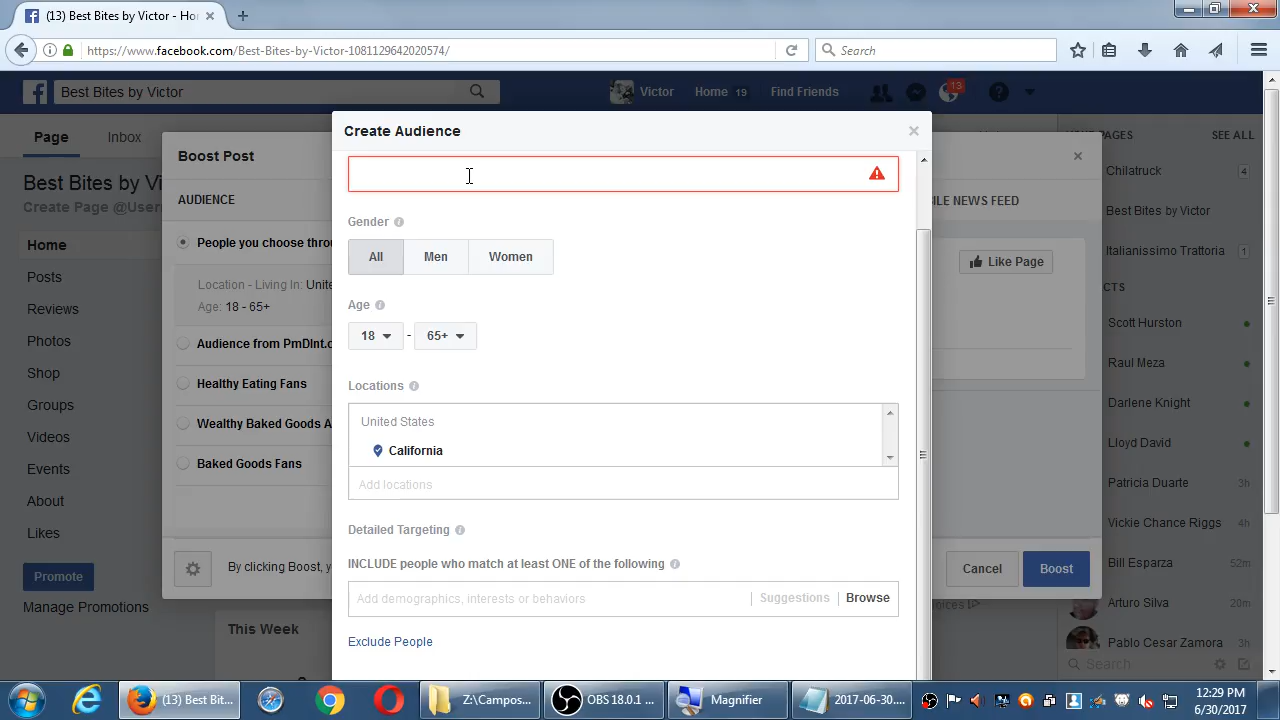 (13) Best Bites by Victor - Ho
https://www.facebook.com/Best-Bites-by-Victor-1081129642020574/
Search
Best Bites by Victor
Victor
Home 19
Find Friends
13
Page
Inbox
Best Bites by Vi
Create Page @User
Home
Posts
Reviews
Photos
Shop
Groups
Videos
Events
About
Likes
Promote
Manage Promotions
This Week
Boost Post
AUDIENCE
People you choose thro
Location - Living In: Unite
Age: 18 - 65+
Audience from PmDInt.c
Healthy Eating Fans
Wealthy Baked Goods A
Baked Goods Fans
By clicking Boost, y
Create Audience
Gender
All
Men
Women
Age
18 - 65+
Locations
United States
California
Add locations
Detailed Targeting
INCLUDE people who match at least ONE of the following
Add demographics, interests or behaviors
Suggestions
Browse
Exclude People
ILE NEWS FEED
Like Page
Cancel
Boost
PAGES
SEE ALL
Chilatruck 4
Best Bites by Victor
Italianissimo Trattoria 1
CTS
Scott Hurston
Raul Meza
Darlene Knight
Lloyd David
Patricia Duarte 3h
Vickie Chance Riggs 4h
Bill Esparza 52m
Arturo Silva 20m
Pablo Cesar Zamora 3h
Search
(13) Best Bit...
Z:\Campos...
OBS 18.0.1 ...
Magnifier
2017-06-30....
12:29 PM
6/30/2017